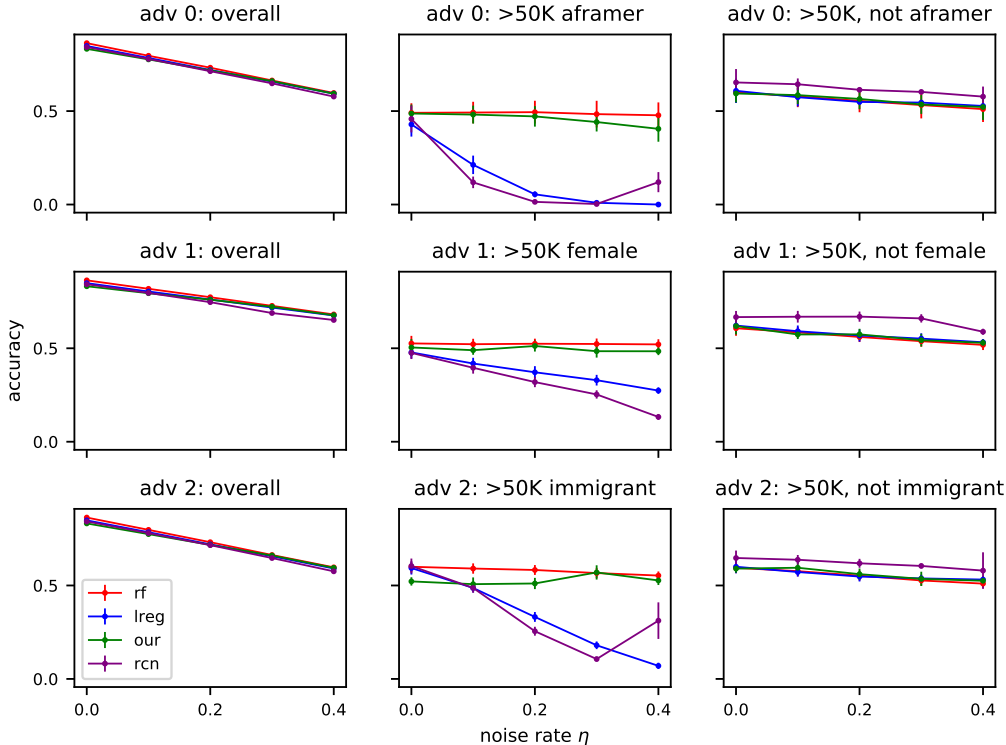 adv 0: overall
adv 0: >50K aframer
adv 0: >50K, not aframer
0.5
0.0
adv 1: overall
adv 1: >50K female
adv 1: >50K, not female
accuracy
0.5
0.0
adv 2: overall
adv 2: >50K immigrant
adv 2: >50K, not immigrant
0.5
0.0
rf
lreg
our
rcn
0.0 0.2 0.4
0.0 0.2 0.4
0.0 0.2 0.4
noise rate η